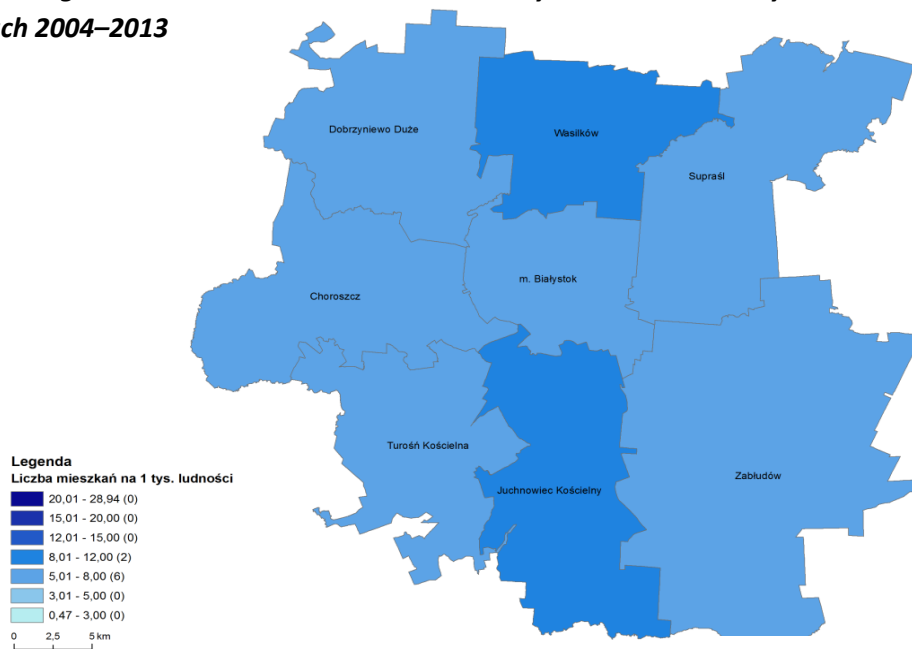 ch 2004–2013
Dobrzyniewo Duże
Wasilków
Supraśl
m. Białystok
Choroszcz
Turośń Kościelna
Juchnowiec Kościelny
Zabłudów
Legenda
Liczba mieszkań na 1 tys. ludności
20,01 - 28,94 (0)
15,01 - 20,00 (0)
12,01 - 15,00 (0)
8,01 - 12,00 (2)
5,01 - 8,00 (6)
3,01 - 5,00 (0)
0,47 - 3,00 (0)
0 2,5 5 km